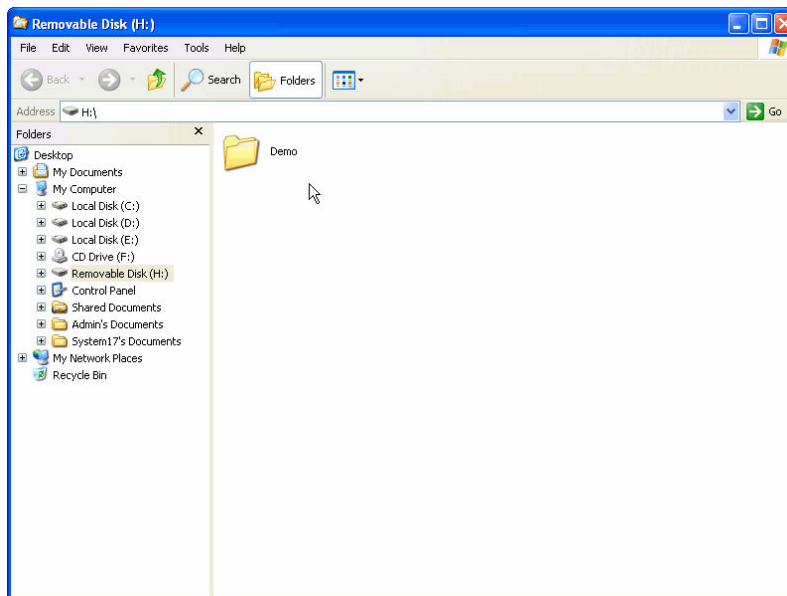 Removable Disk (H:)
File Edit View Favorites Tools Help
Back Search Folders
Address H:\ Go
Folders
Desktop
My Documents
My Computer
Local Disk (C:)
Local Disk (D:)
Local Disk (E:)
CD Drive (F:)
Removable Disk (H:)
Control Panel
Shared Documents
Admin's Documents
System17's Documents
My Network Places
Recycle Bin
Demo